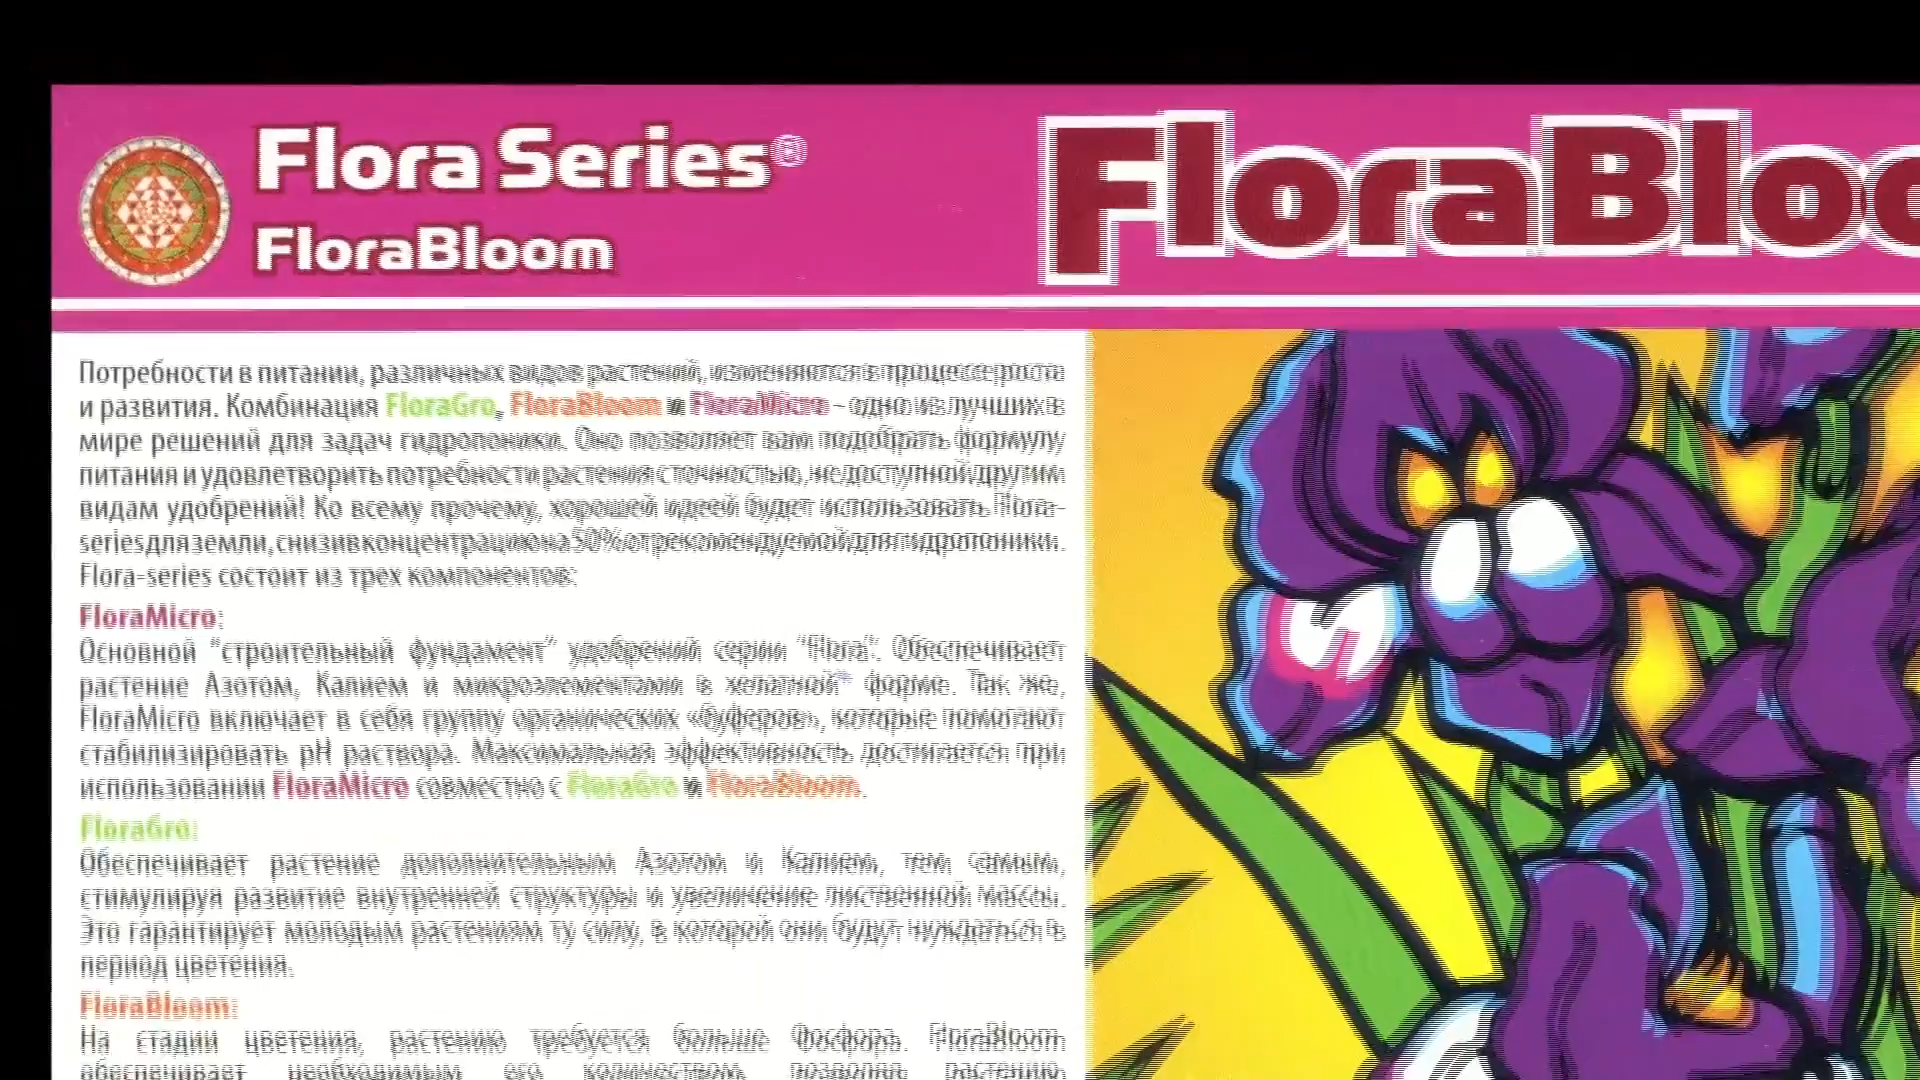 Flora Series®
FloraBloom
FloraBloo
Потребности в питании, различных видов растений, изменяются в процессе роста
и развития. Комбинация FloraGro, FloraBloom и FloraMicro - одно из лучших в
мире решений для задач гидропоники. Оно позволяет вам подобрать формулу
питания и удовлетворить потребности растения с точностью, недоступной другим
видам удобрений! Ко всему прочему, хорошей идеей будет использовать Flora-
series для земли, снизив концентрацию на 50% от рекомендуемой для гидропоники.
Flora-series состоит из трех компонентов:
FloraMicro:
Основной "строительный фундамент" удобрений серии "Flora". Обеспечивает
растение Азотом, Калием и микроэлементами в хелатной форме. Так же,
FloraMicro включает в себя группу органических «буферов», которые помогают
стабилизировать pH раствора. Максимальная эффективность достигается при
использовании FloraMicro совместно с FloraGro и FloraBloom.
FloraGro:
Обеспечивает растение дополнительным Азотом и Калием, тем самым,
стимулируя развитие внутренней структуры и увеличение лиственной массы.
Это гарантирует молодым растениям ту силу, в которой они будут нуждаться в
период цветения.
FloraBloom:
На стадии цветения, растению требуется больше Фосфора. FloraBloom
обеспечивает необходимым его количеством, позволяя растению